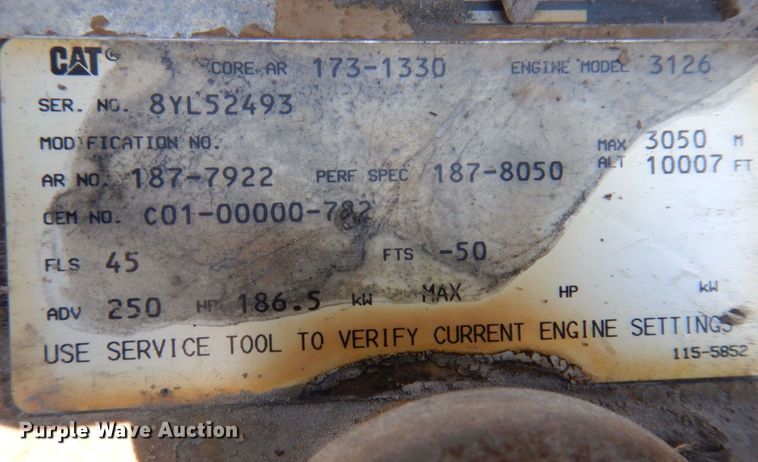 CAT® CORE AR 173-1330 ENGINE MODEL 3126
SER. NO. 8YL52493
MODIFICATION NO. MAX 3050 M
AR NO. 187-7922 PERF SPEC 187-8050 ALT 10007 FT
OEM NO. C01-00000-782
FLS 45 FTS -50
ADV 250 HP 186.5 kW MAX HP kW
USE SERVICE TOOL TO VERIFY CURRENT ENGINE SETTINGS
115-5852
Purple Wave Auction